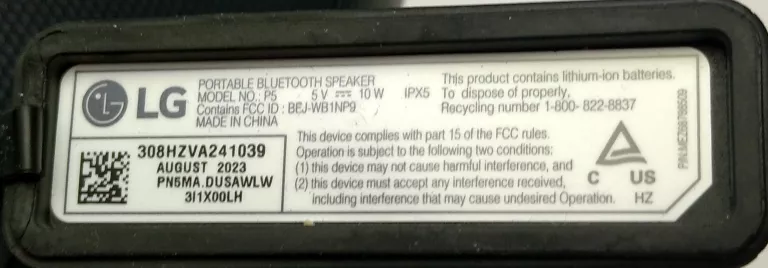 LG
PORTABLE BLUETOOTH SPEAKER
MODEL NO.: P5 5 V ⎓ 10 W IPX5
Contains FCC ID : BEJ-WB1NP9
MADE IN CHINA
This product contains lithium-ion batteries.
To dispose of properly,
Recycling number 1-800- 822-8837
308HZVA241039
AUGUST 2023
PN5MA.DUSAWLW
3I1X00LH
This device complies with part 15 of the FCC rules.
Operation is subject to the following two conditions:
(1) this device may not cause harmful interference, and
(2) this device must accept any interference received,
including interference that may cause undesired Operation.
C US
HZ